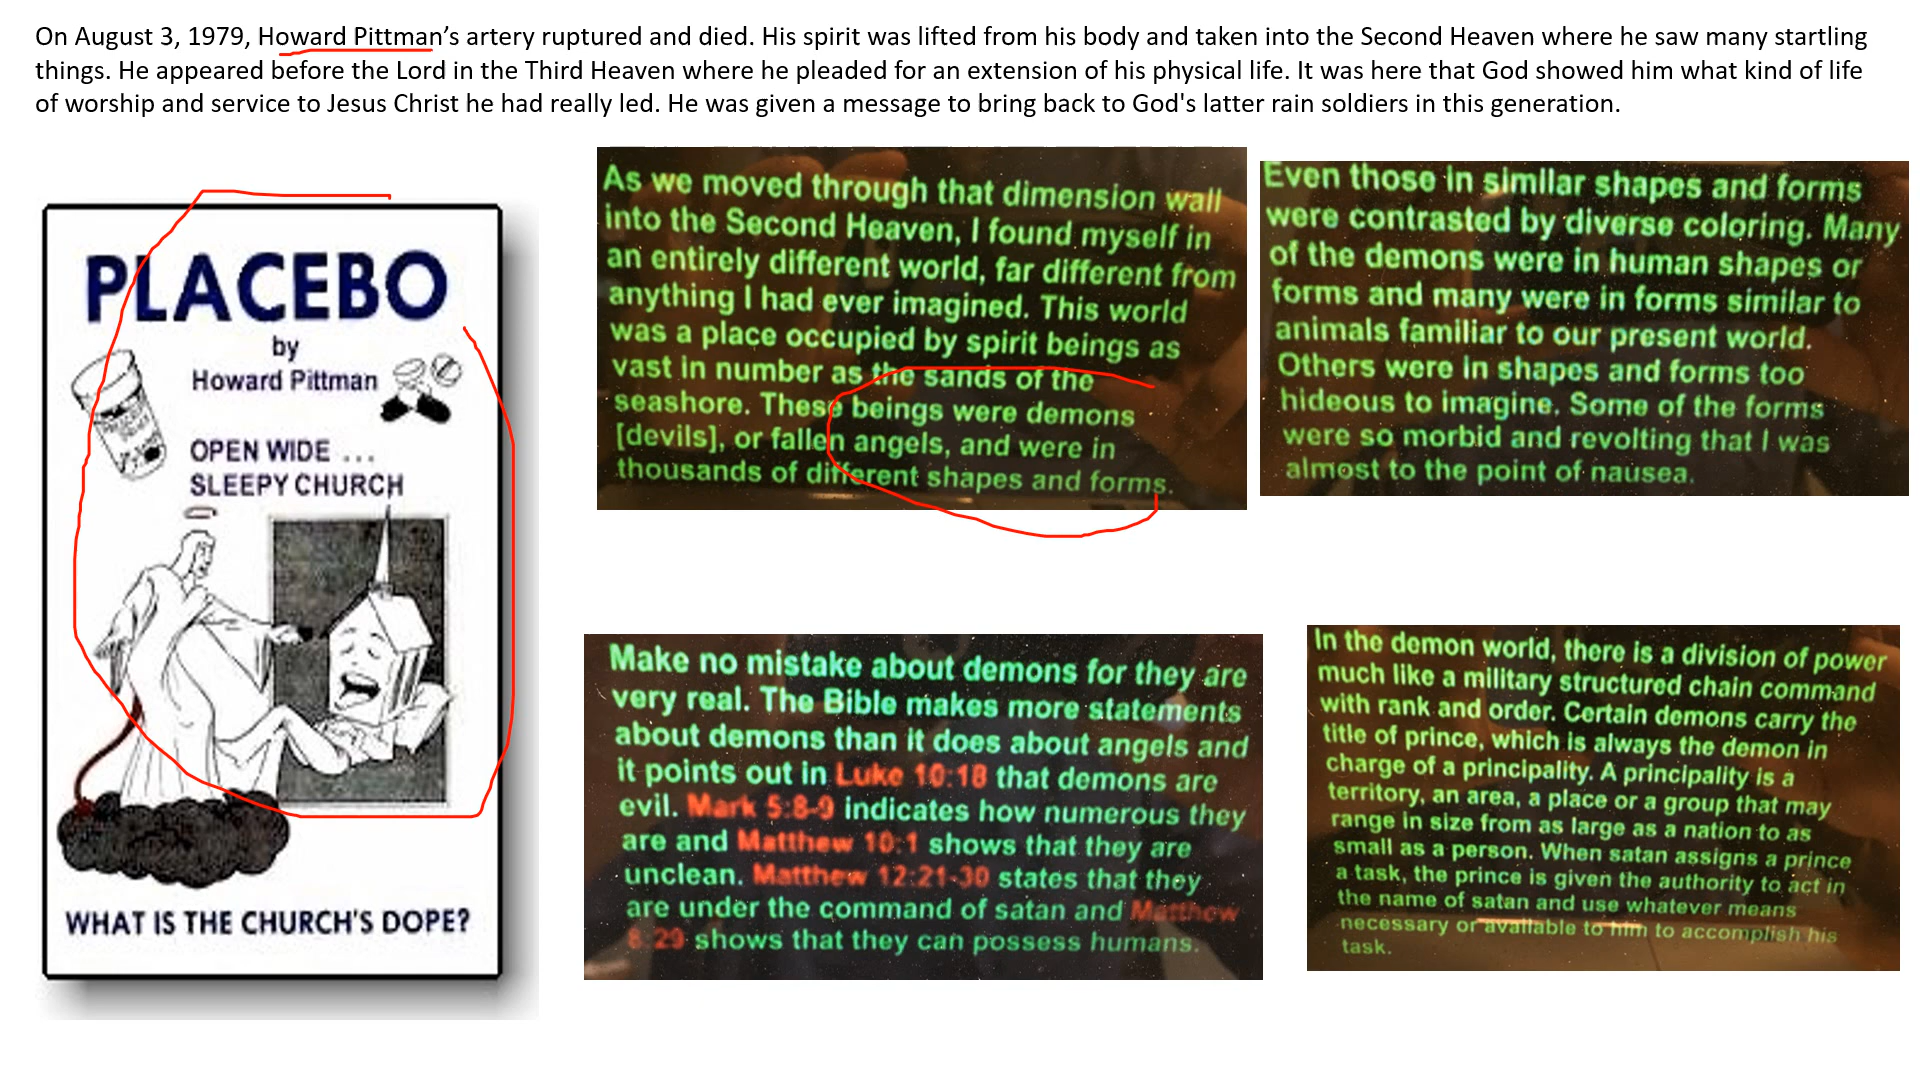 On August 3, 1979, Howard Pittman’s artery ruptured and died. His spirit was lifted from his body and taken into the Second Heaven where he saw many startling
things. He appeared before the Lord in the Third Heaven where he pleaded for an extension of his physical life. It was here that God showed him what kind of life
of worship and service to Jesus Christ he had really led. He was given a message to bring back to God's latter rain soldiers in this generation.
PLACEBO
by
Howard Pittman
OPEN WIDE ...
SLEEPY CHURCH
WHAT IS THE CHURCH'S DOPE?
As we moved through that dimension wall
into the Second Heaven, I found myself in
an entirely different world, far different from
anything I had ever imagined. This world
was a place occupied by spirit beings as
vast in number as the sands of the
seashore. These beings were demons
[devils], or fallen angels, and were in
thousands of different shapes and forms.
Even those in similar shapes and forms
were contrasted by diverse coloring. Many
of the demons were in human shapes or
forms and many were in forms similar to
animals familiar to our present world.
Others were in shapes and forms too
hideous to imagine. Some of the forms
were so morbid and revolting that I was
almost to the point of nausea.
Make no mistake about demons for they are
very real. The Bible makes more statements
about demons than it does about angels and
it points out in Luke 10:18 that demons are
evil. Mark 5:8-9 indicates how numerous they
are and Matthew 10:1 shows that they are
unclean. Matthew 12:21-30 states that they
are under the command of satan and Matthew
8:29 shows that they can possess humans.
In the demon world, there is a division of power
much like a military structured chain command
with rank and order. Certain demons carry the
title of prince, which is always the demon in
charge of a principality. A principality is a
territory, an area, a place or a group that may
range in size from as large as a nation to as
small as a person. When satan assigns a prince
a task, the prince is given the authority to act in
the name of satan and use whatever means
necessary or available to him to accomplish his
task.